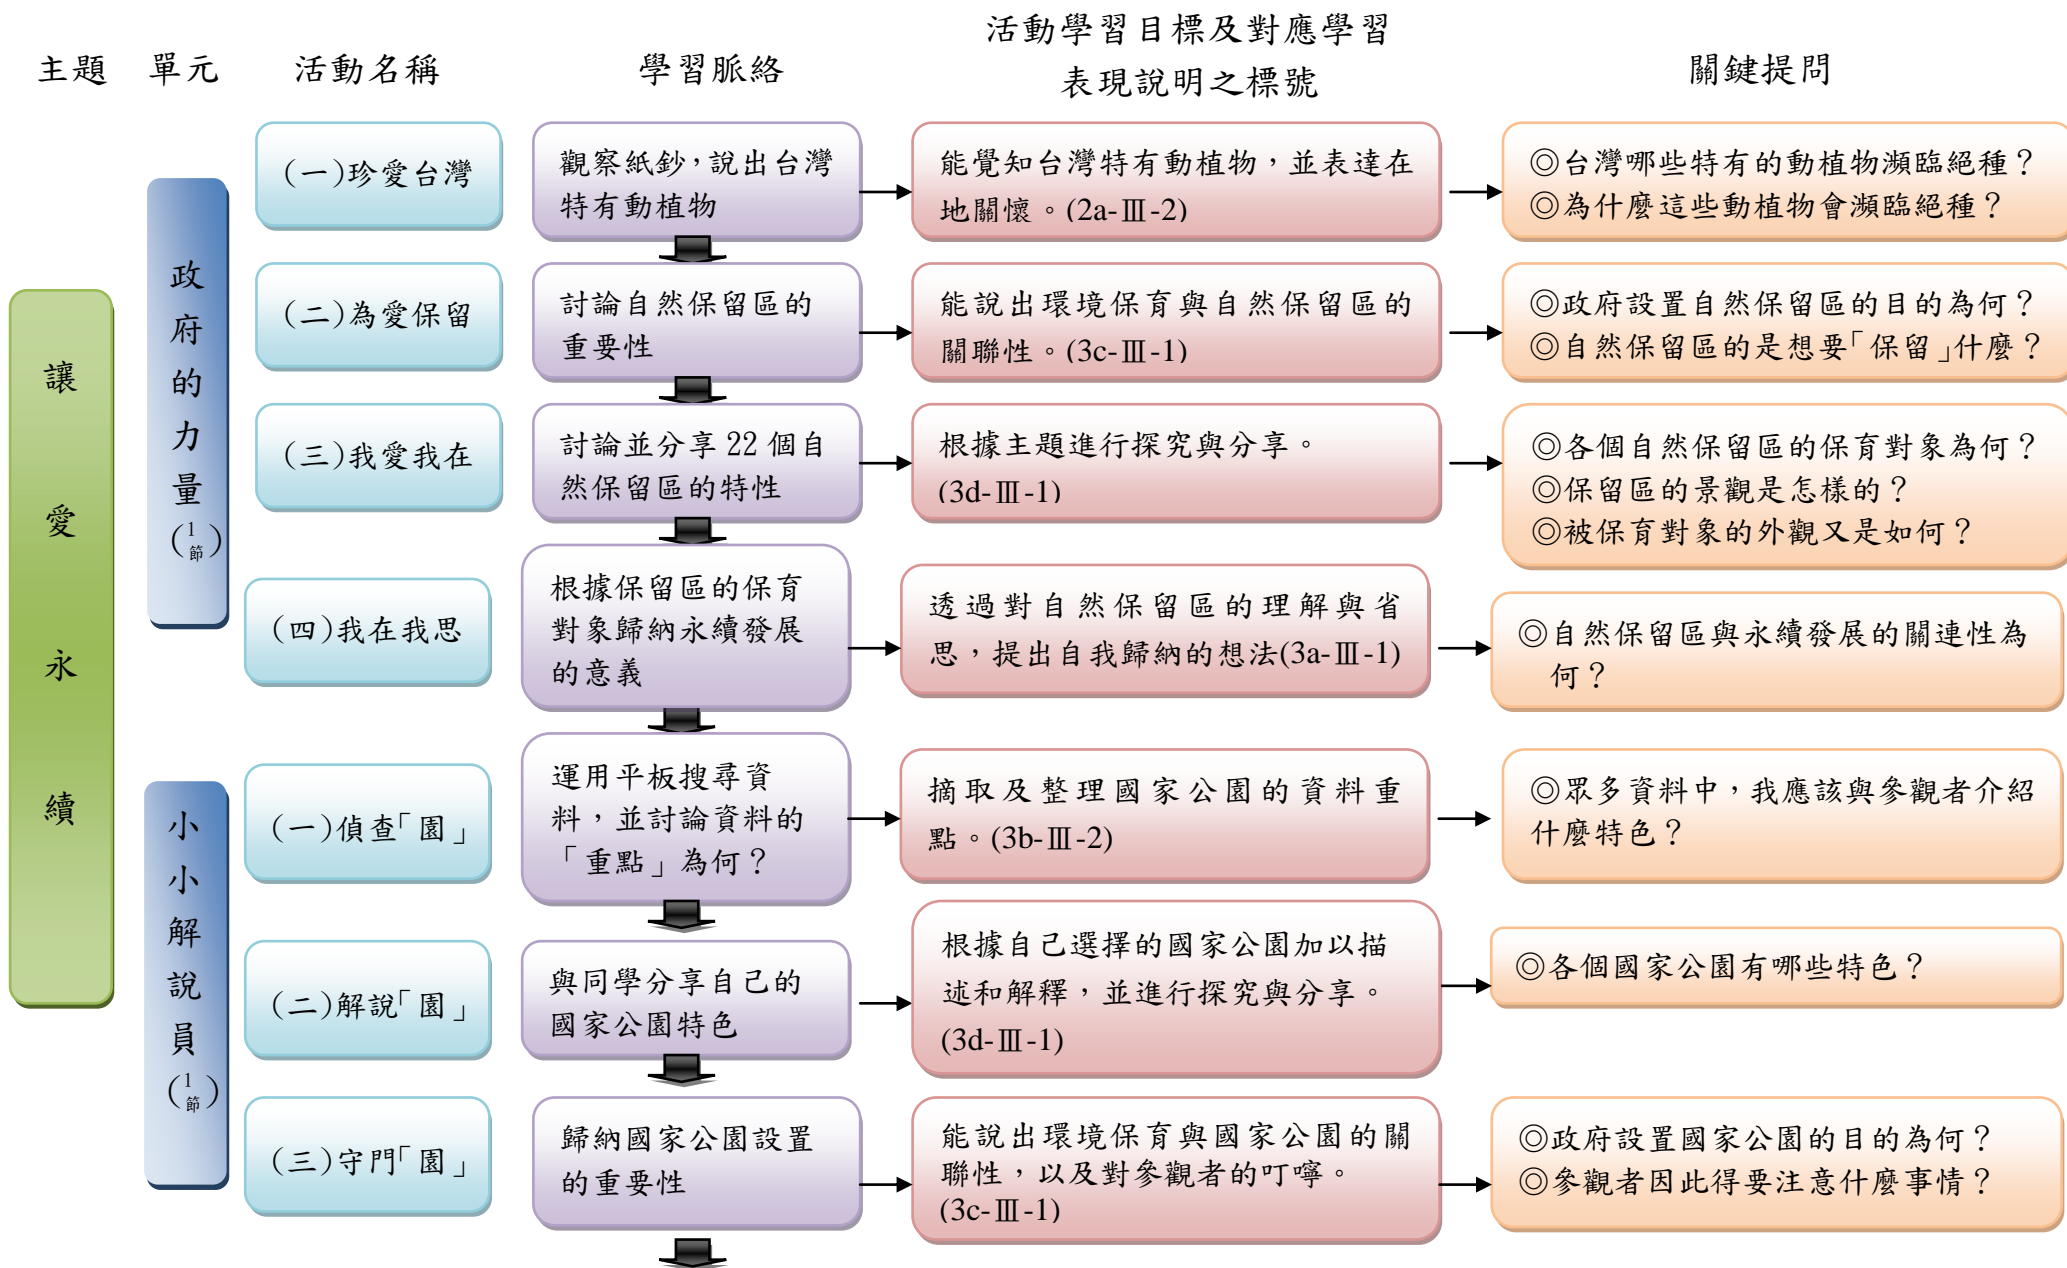 主題
單元
活動名稱
學習脈絡
活動學習目標及對應學習
表現說明之標號
關鍵提問
讓愛永續
政府的力量(1節)
(一)珍愛台灣
觀察紙鈔,說出台灣
特有動植物
能覺知台灣特有動植物,並表達在
地關懷。(2a-Ⅲ-2)
◎台灣哪些特有的動植物瀕臨絕種？
◎為什麼這些動植物會瀕臨絕種？
(二)為愛保留
討論自然保留區的
重要性
能說出環境保育與自然保留區的
關聯性。(3c-Ⅲ-1)
◎政府設置自然保留區的目的為何？
◎自然保留區的是想要「保留」什麼？
(三)我愛我在
討論並分享 22 個自
然保留區的特性
根據主題進行探究與分享。
(3d-Ⅲ-1)
◎各個自然保留區的保育對象為何？
◎保留區的景觀是怎樣的？
◎被保育對象的外觀又是如何？
(四)我在我思
根據保留區的保育
對象歸納永續發展
的意義
透過對自然保留區的理解與省
思,提出自我歸納的想法(3a-Ⅲ-1)
◎自然保留區與永續發展的關連性為
何？
小小解說員(1節)
(一)偵查「園」
運用平板搜尋資
料,並討論資料的
「重點」為何？
摘取及整理國家公園的資料重
點。(3b-Ⅲ-2)
◎眾多資料中,我應該與參觀者介紹
什麼特色？
(二)解說「園」
與同學分享自己的
國家公園特色
根據自己選擇的國家公園加以描
述和解釋,並進行探究與分享。
(3d-Ⅲ-1)
◎各個國家公園有哪些特色？
(三)守門「園」
歸納國家公園設置
的重要性
能說出環境保育與國家公園的關
聯性,以及對參觀者的叮嚀。
(3c-Ⅲ-1)
◎政府設置國家公園的目的為何？
◎參觀者因此得要注意什麼事情？